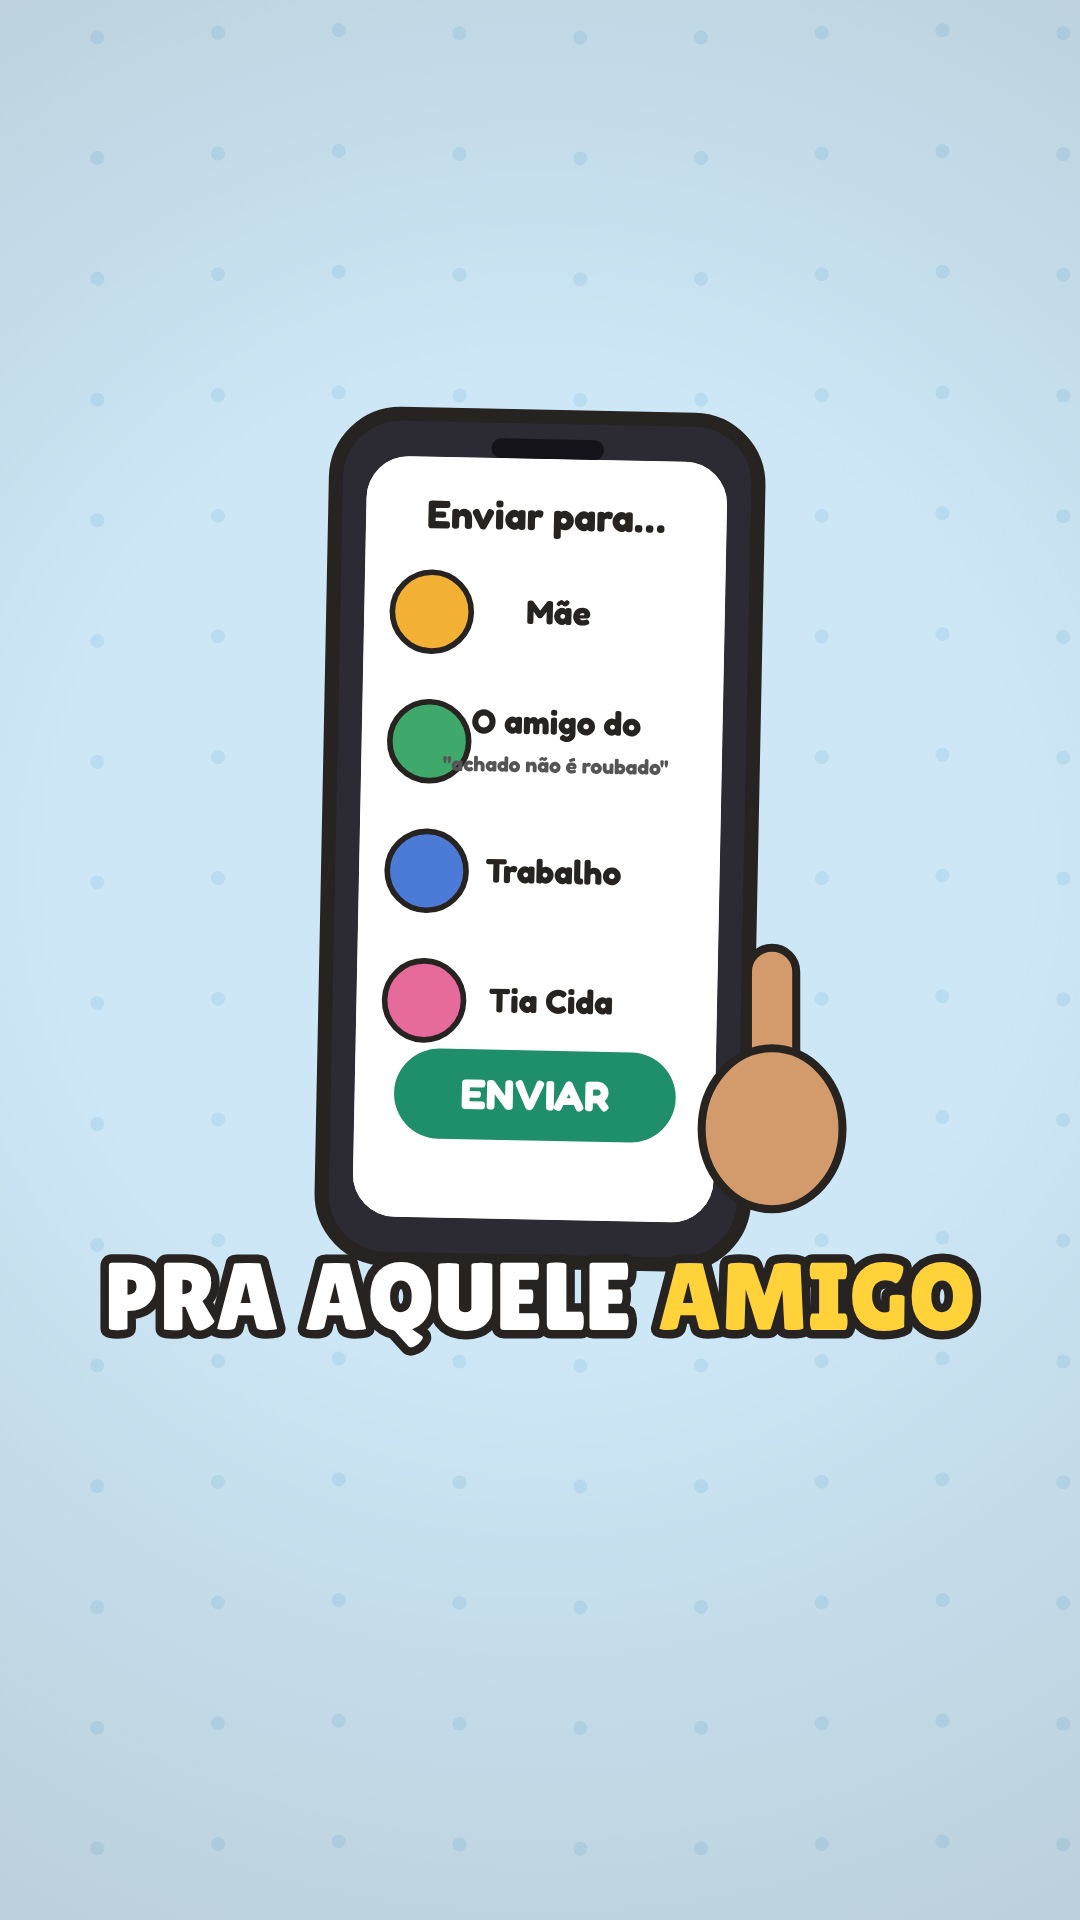 Enviar para...
Mãe
O amigo do
"achado não é roubado"
Trabalho
Tia Cida
ENVIAR
PRA AQUELE AMIGO